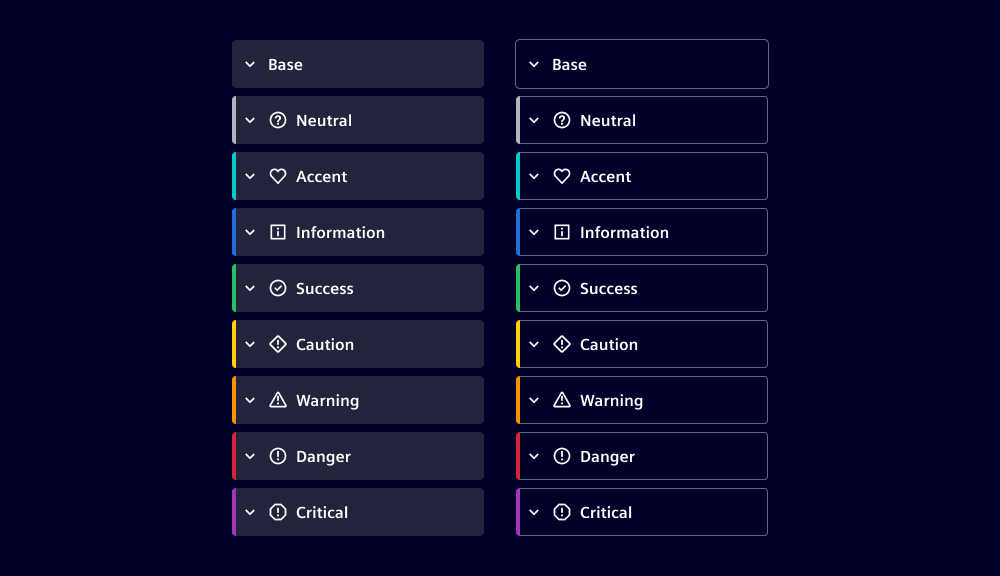 Base
Neutral
Accent
Information
Success
Caution
Warning
Danger
Critical
Base
Neutral
Accent
Information
Success
Caution
Warning
Danger
Critical